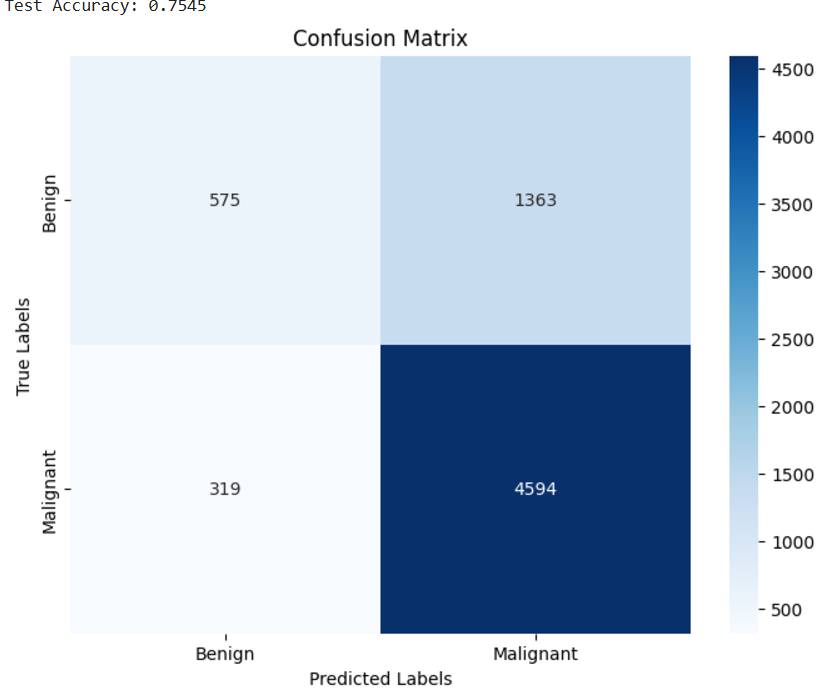 Test Accuracy: 0.7545
Confusion Matrix
4500
4000
3500
3000
2500
2000
1500
1000
500
Benign
575
1363
True Labels
Malignant
319
4594
Benign
Malignant
Predicted Labels